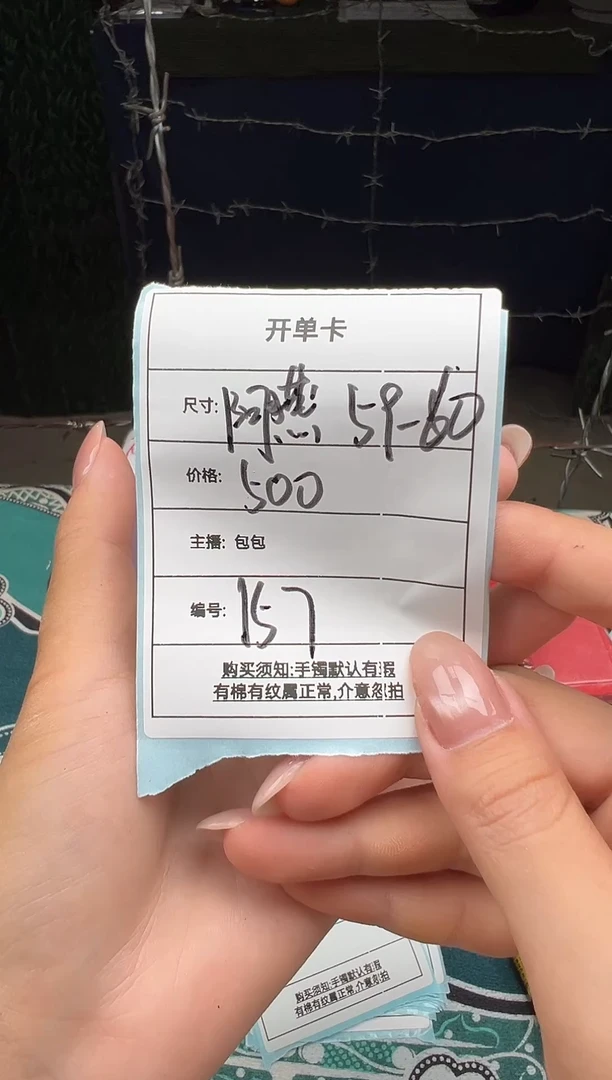 开单卡
尺寸: 阿燕 59-60
价格: 500
主播: 包包
编号: 157
购买须知:手镯默认有瑕
有棉有纹属正常,介意忽拍
购买须知:手镯默认有瑕
有棉有纹属正常,介意忽拍